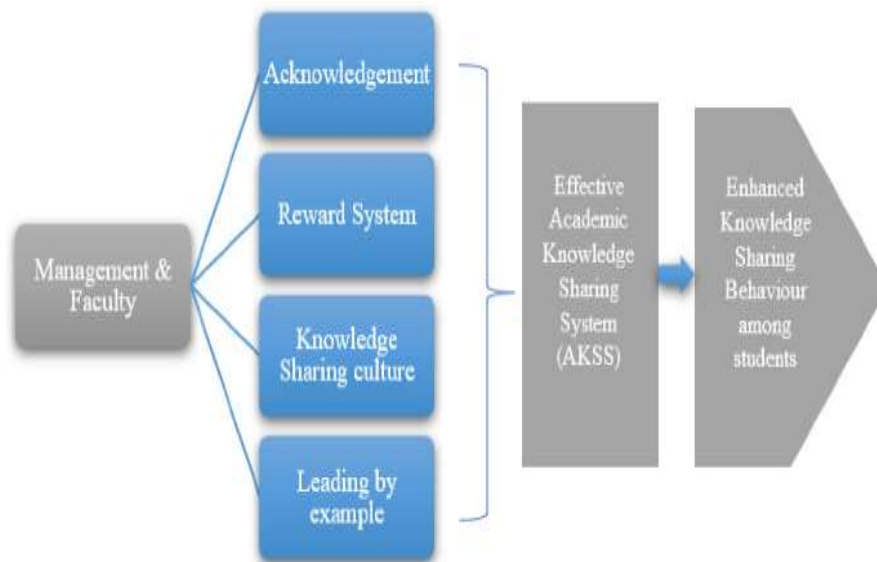 Acknowledgement
Reward System
Management &
Faculty
Knowledge
Sharing culture
Leading by
example
Effective
Academic
Knowledge
Sharing
System
(AKSS)
Enhanced
Knowledge
Sharing
Behaviour
among
students